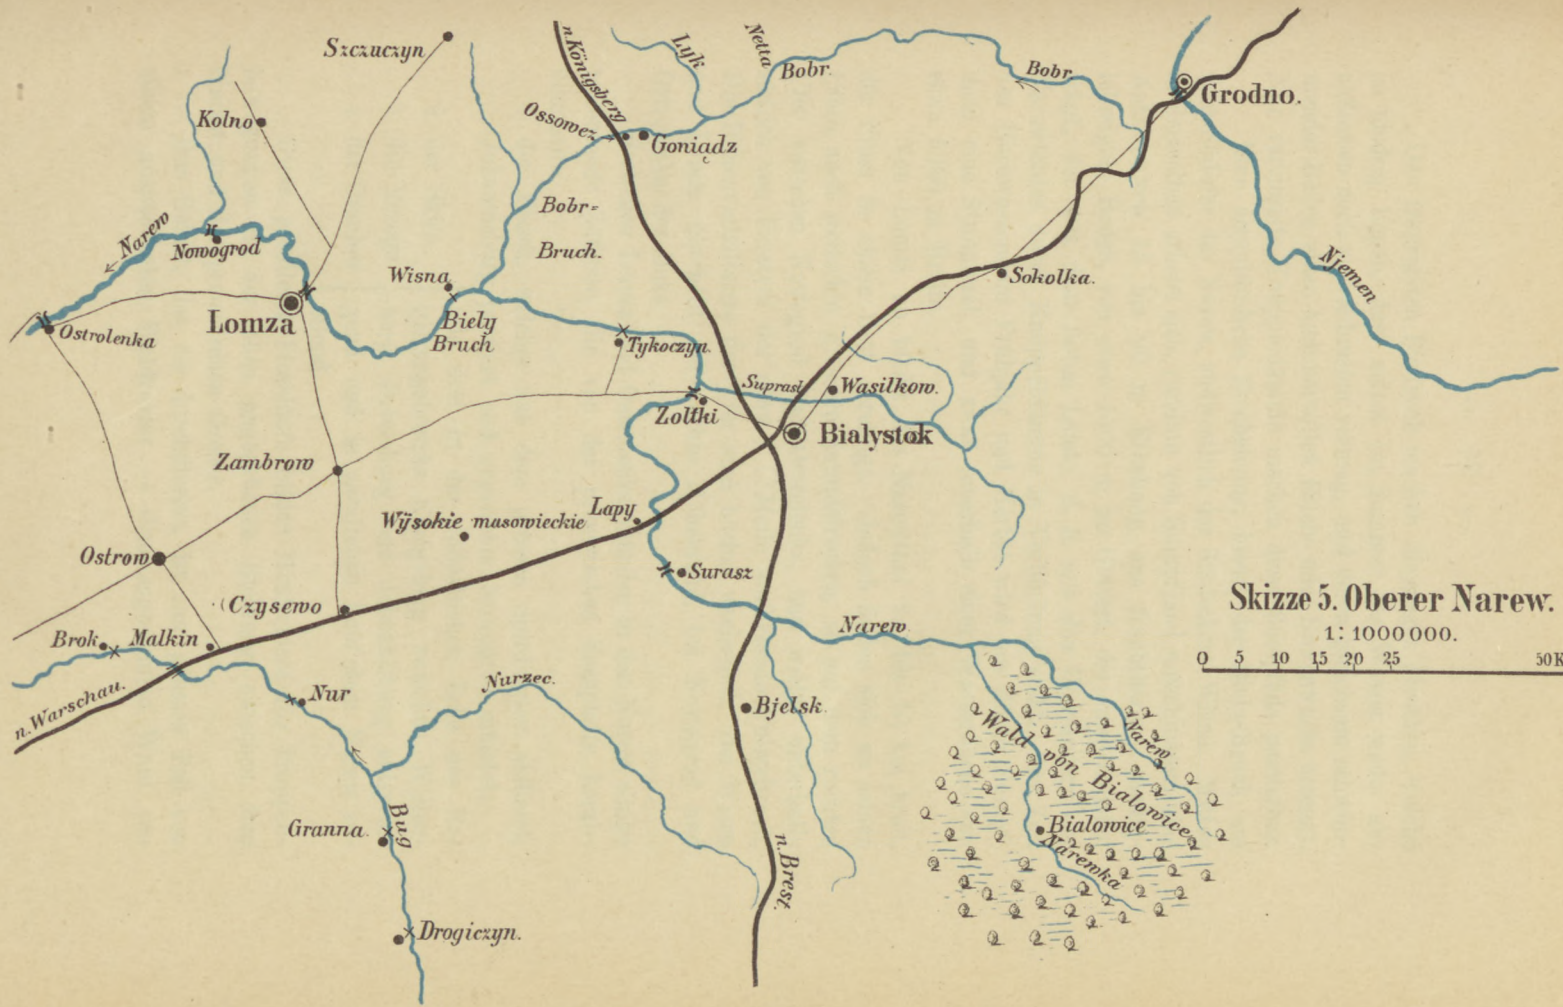 Szczuczyn
n. Königsberg
Lyk
Netta
Bobr.
Bobr
Grodno.
Kolno
Ossowez
Goniądz
Narew
Nowogrod
Bobr-
Bruch.
Wisna
Sokolka.
Njemen
Lomza
Biely
Bruch
Ostrolenka
Tykoczyn.
Suprasl
Wasilkow.
Zoltki
Bialystok
Zambrow
Wÿsokie masowieckie
Lapy
Ostrow
Surasz
Czysewo
Skizze 5. Oberer Narew.
1:1000000.
0 5 10 15 20 25 50K
Brok
Malkin
Narew
n. Warschau.
Nur
Nurzec.
Bjelsk
Narew
Wald von Bialowice
Granna
Bug
Bialowice
Narewka
n. Brest.
Drogiczyn.